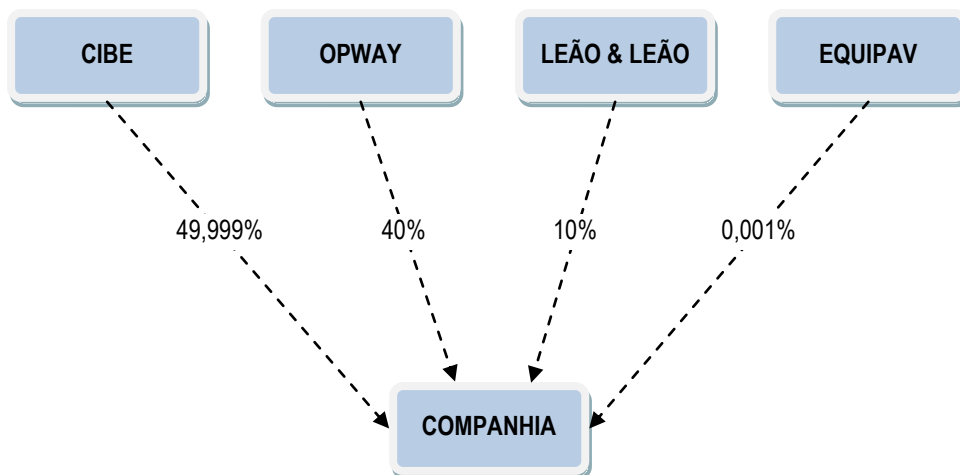 CIBE
OPWAY
LEÃO & LEÃO
EQUIPAV
49,999%
40%
10%
0,001%
COMPANHIA